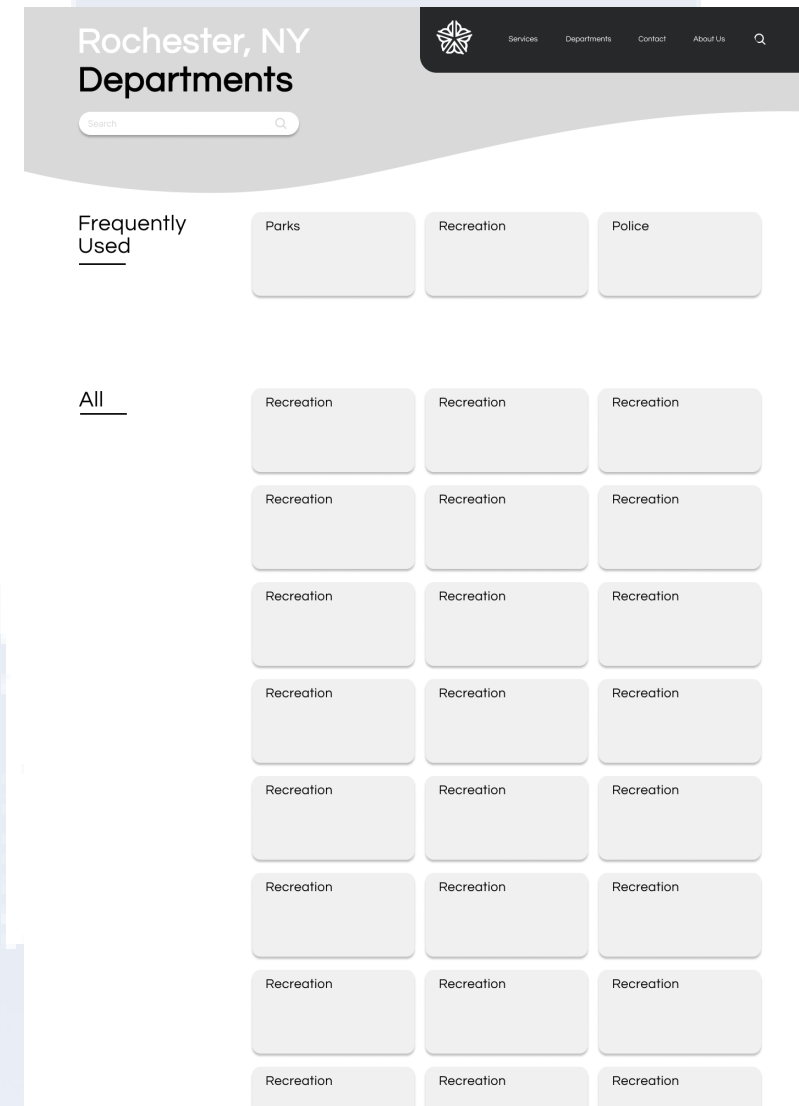 Rochester, NY
Departments
Services Departments Contact About Us
Search
Frequently
Used
Parks Recreation Police
All
Recreation Recreation Recreation
Recreation Recreation Recreation
Recreation Recreation Recreation
Recreation Recreation Recreation
Recreation Recreation Recreation
Recreation Recreation Recreation
Recreation Recreation Recreation
Recreation Recreation Recreation